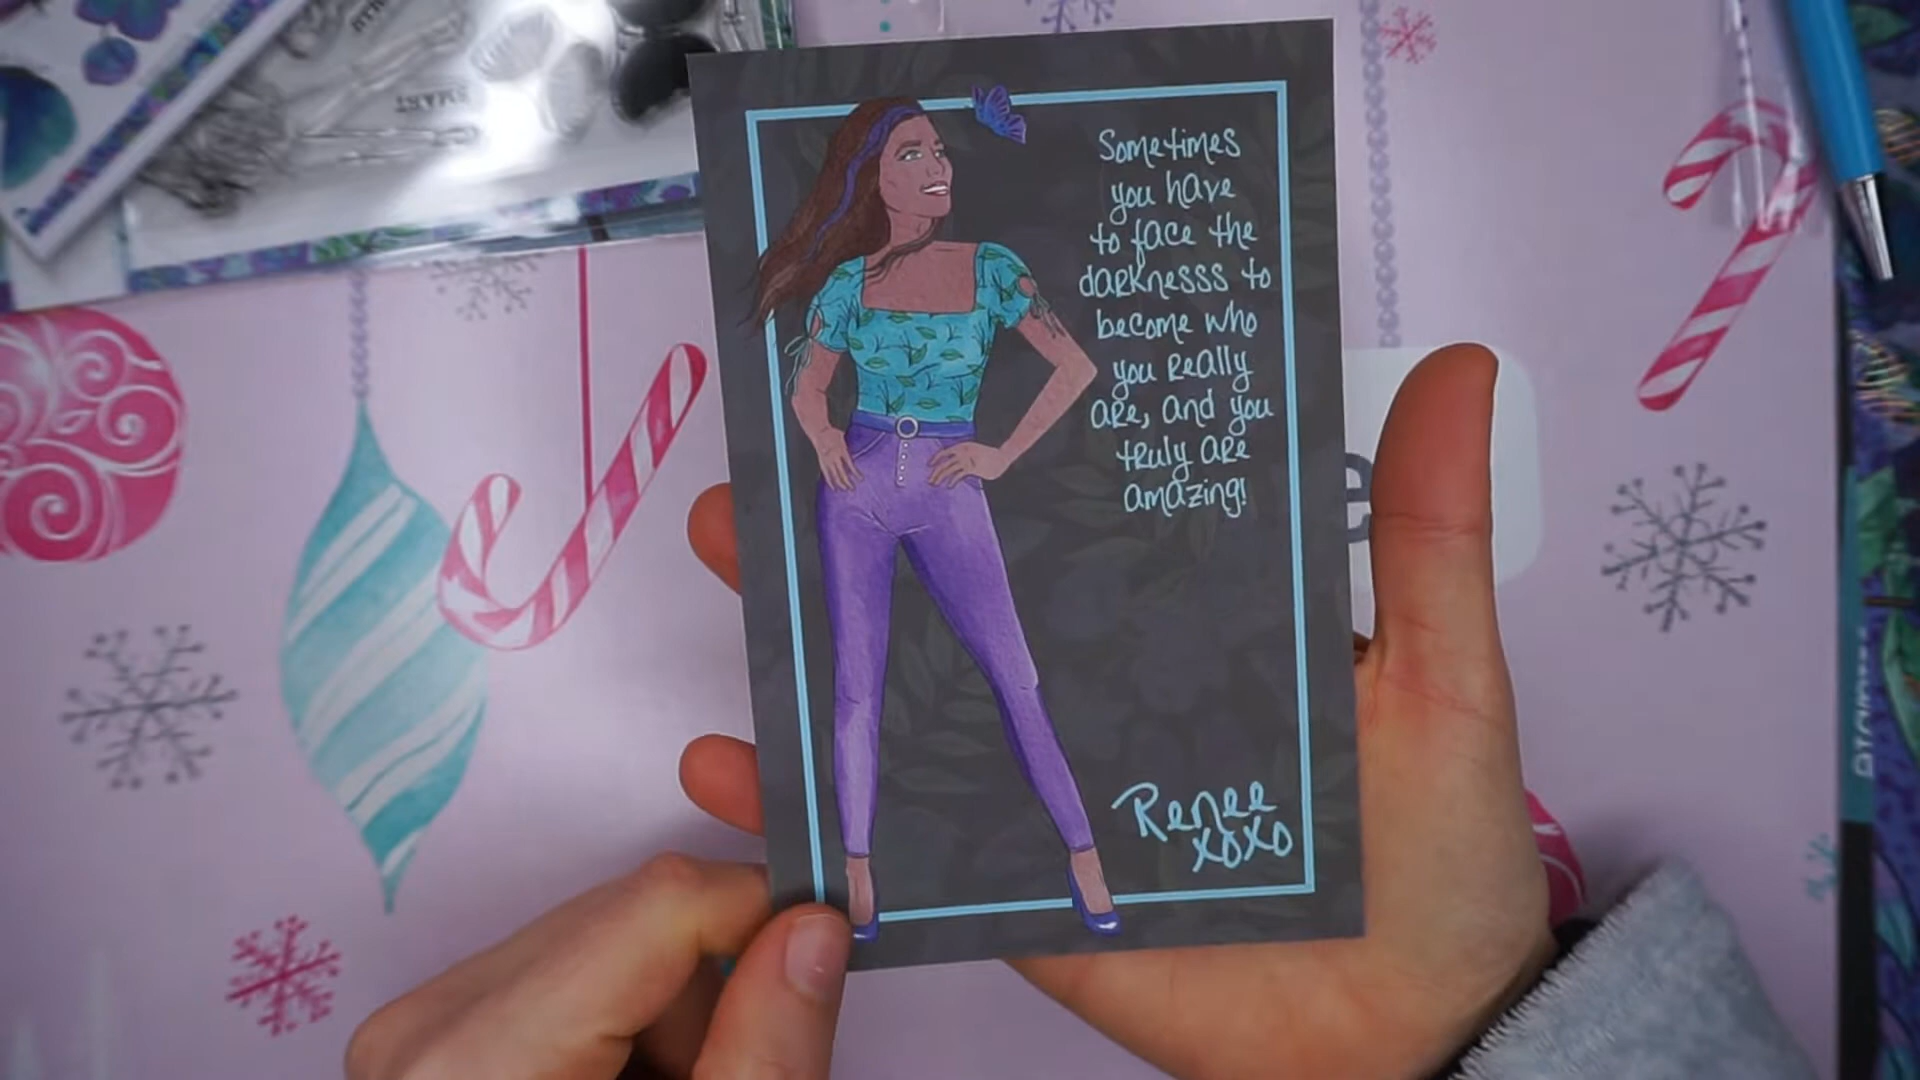 Sometimes
you have
to face the
darknesss to
become who
you really
are, and you
truly are
amazing!
Renee
xoxo
SMART
e